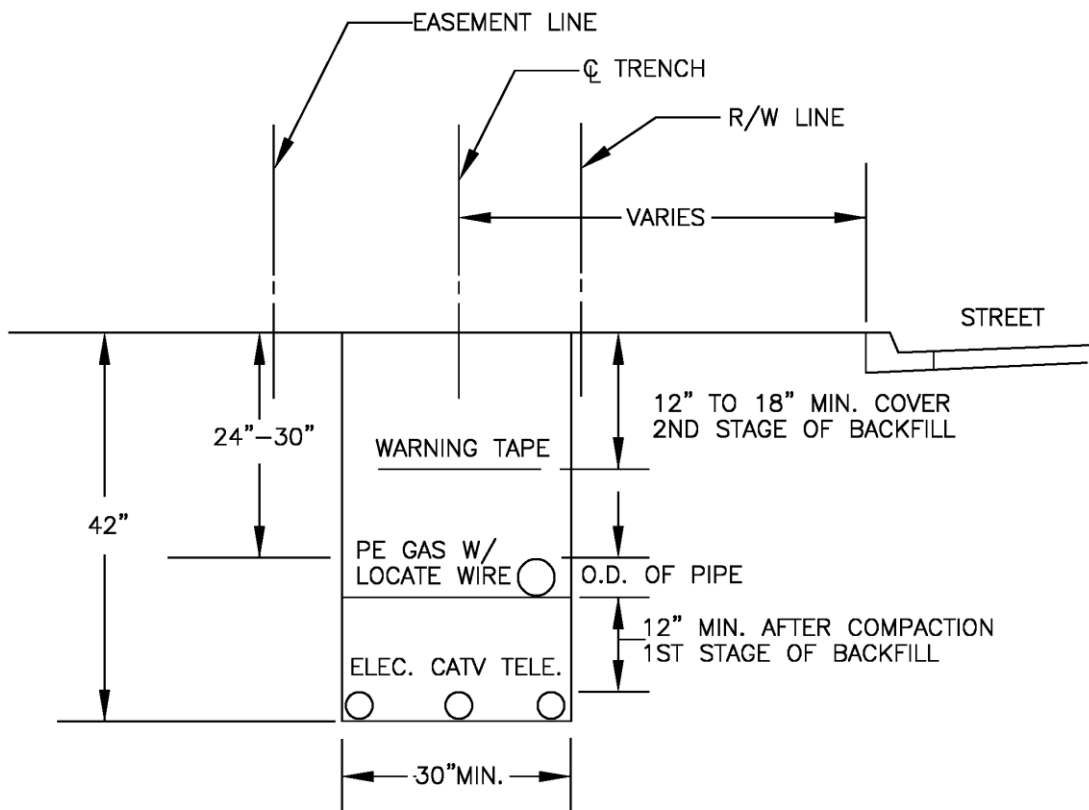 EASEMENT LINE
℄ TRENCH
R/W LINE
VARIES
STREET
12” TO 18” MIN. COVER
2ND STAGE OF BACKFILL
24”–30”
WARNING TAPE
42”
PE GAS W/
LOCATE WIRE
O.D. OF PIPE
12” MIN. AFTER COMPACTION
1ST STAGE OF BACKFILL
ELEC. CATV TELE.
30”MIN.